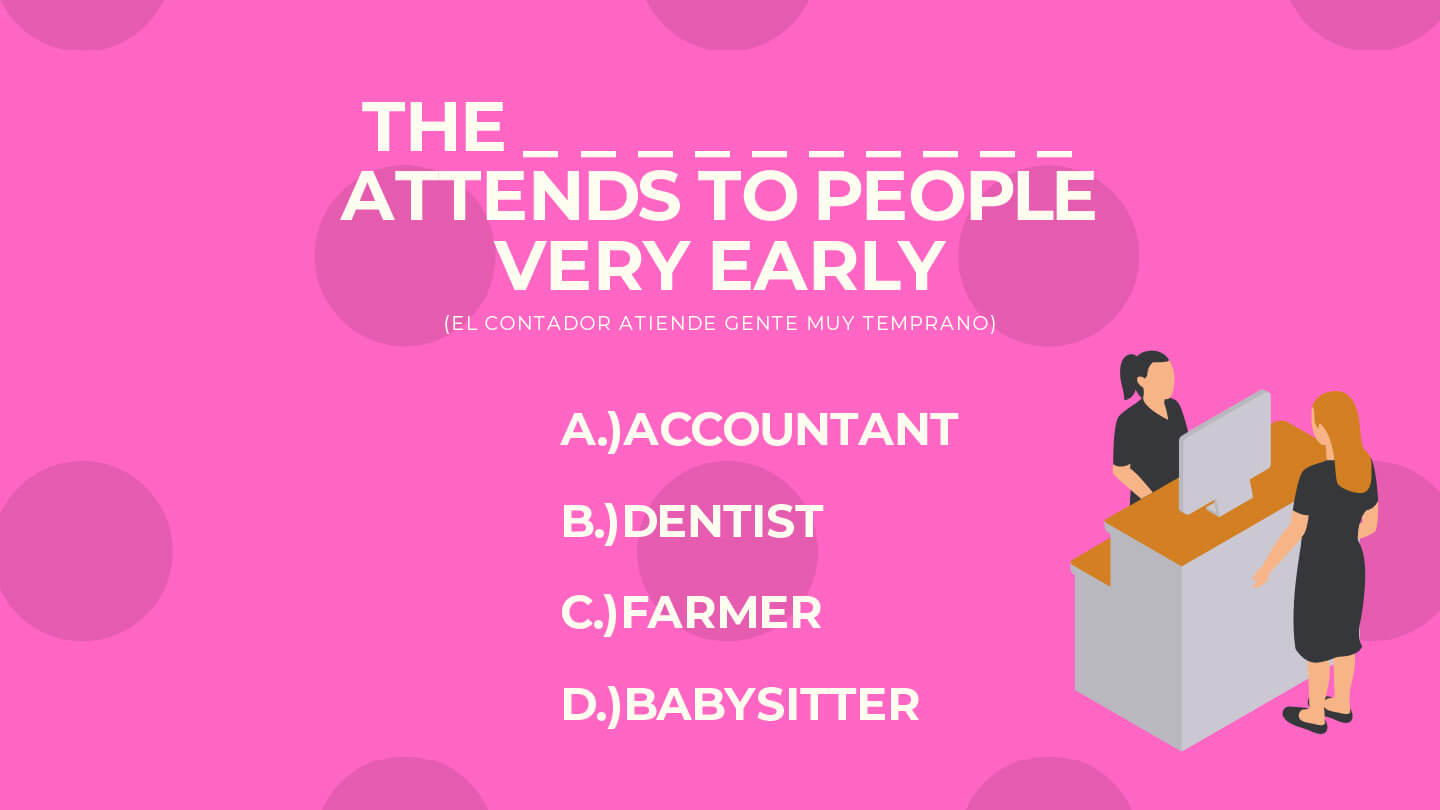 THE _ _ _ _ _ _ _ _ _ _
ATTENDS TO PEOPLE
VERY EARLY
(EL CONTADOR ATIENDE GENTE MUY TEMPRANO)
A.)ACCOUNTANT
B.)DENTIST
C.)FARMER
D.)BABYSITTER